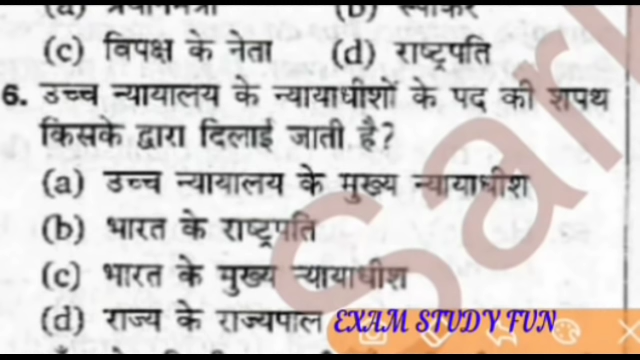 (c) विपक्ष के नेता (d) राष्ट्रपति
6. उच्च न्यायालय के न्यायाधीशों के पद की शपथ
किसके द्वारा दिलाई जाती है?
(a) उच्च न्यायालय के मुख्य न्यायाधीश
(b) भारत के राष्ट्रपति
(c) भारत के मुख्य न्यायाधीश
(d) राज्य के राज्यपाल EXAM STUDY FUN